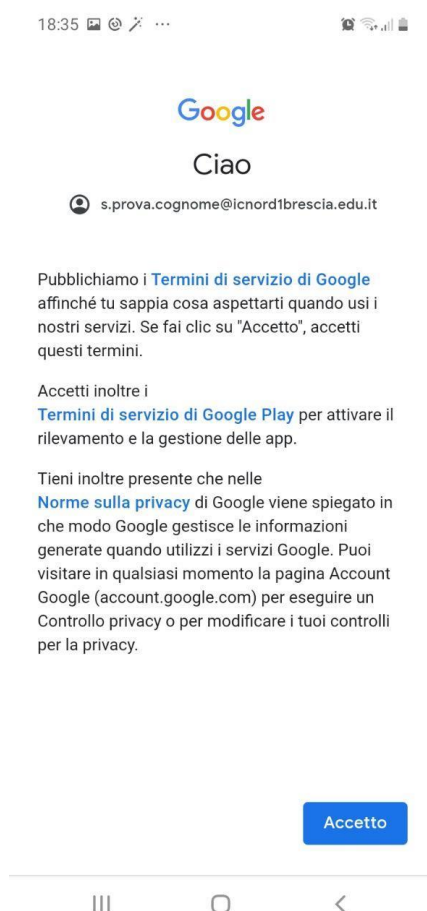 18:35
Google
Ciao
s.prova.cognome@icnord1brescia.edu.it
Pubblichiamo i Termini di servizio di Google
affinché tu sappia cosa aspettarti quando usi i
nostri servizi. Se fai clic su "Accetto", accetti
questi termini.
Accetti inoltre i
Termini di servizio di Google Play per attivare il
rilevamento e la gestione delle app.
Tieni inoltre presente che nelle
Norme sulla privacy di Google viene spiegato in
che modo Google gestisce le informazioni
generate quando utilizzi i servizi Google. Puoi
visitare in qualsiasi momento la pagina Account
Google (account.google.com) per eseguire un
Controllo privacy o per modificare i tuoi controlli
per la privacy.
Accetto